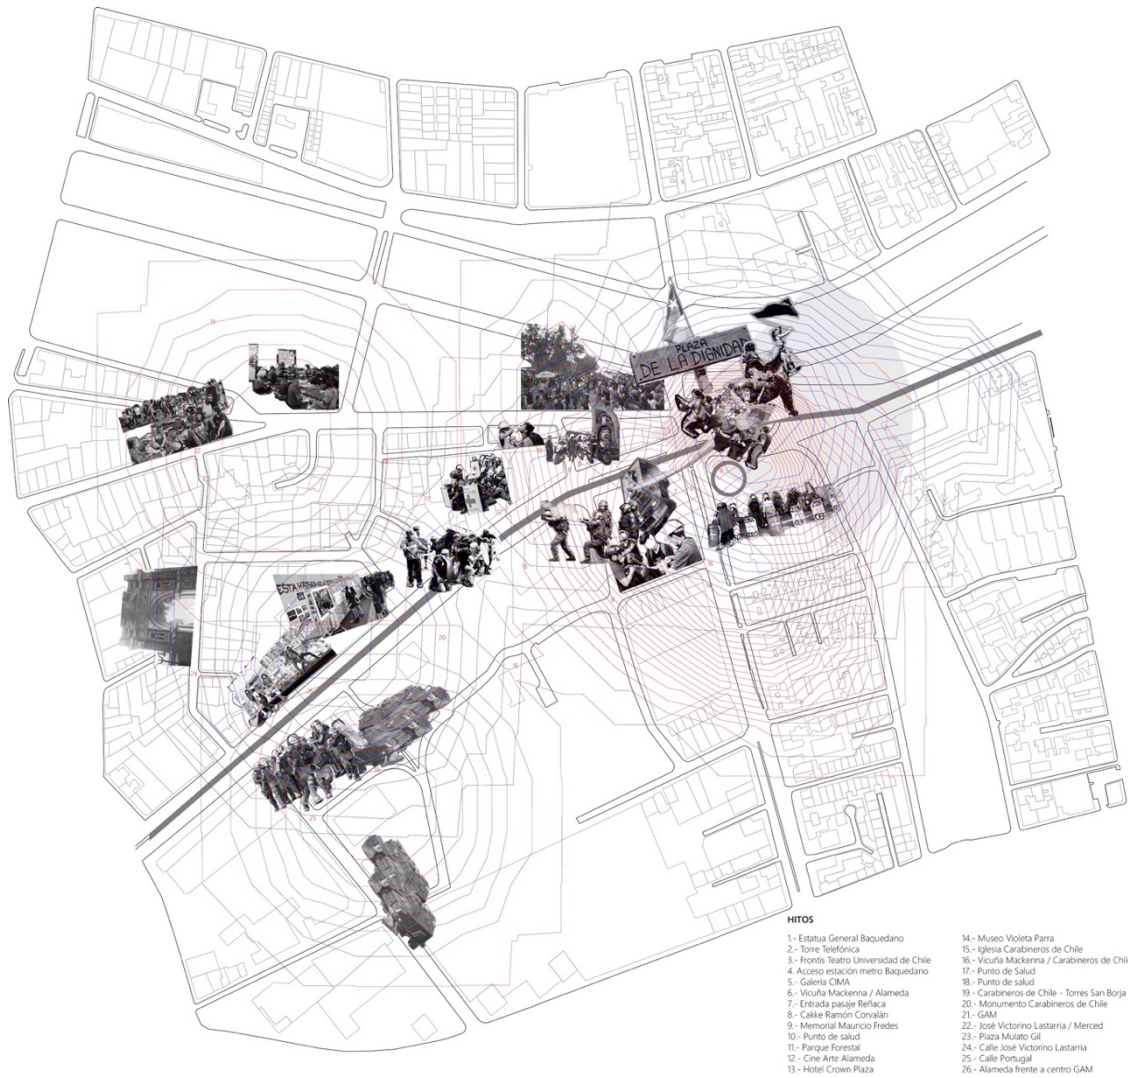 PLAZA
DE LA DIGNIDAD
11
20
15
25
HITOS
1.- Estatua General Baquedano
2.- Torre Telefónica
3.- Frontis Teatro Universidad de Chile
4. Acceso estación metro Baquedano
5.- Galería CIMA
6.- Vicuña Mackenna / Alameda
7.- Entrada pasaje Reñaca
8.- Cakke Ramón Corvalán
9.- Memorial Mauricio Fredes
10.- Punto de salud
11.- Parque Forestal
12.- Cine Arte Alameda
13.- Hotel Crown Plaza
14.- Museo Violeta Parra
15.- Iglesia Carabineros de Chile
16.- Vicuña Mackenna / Carabineros de Chil
17.- Punto de Salud
18.- Punto de salud
19.- Carabineros de Chile - Torres San Borja
20.- Monumento Carabineros de Chile
21.- GAM
22.- José Victorino Lastarria / Merced
23.- Plaza Mulato Gil
24.- Calle José Victorino Lastarria
25.- Calle Portugal
26.- Alameda frente a centro GAM